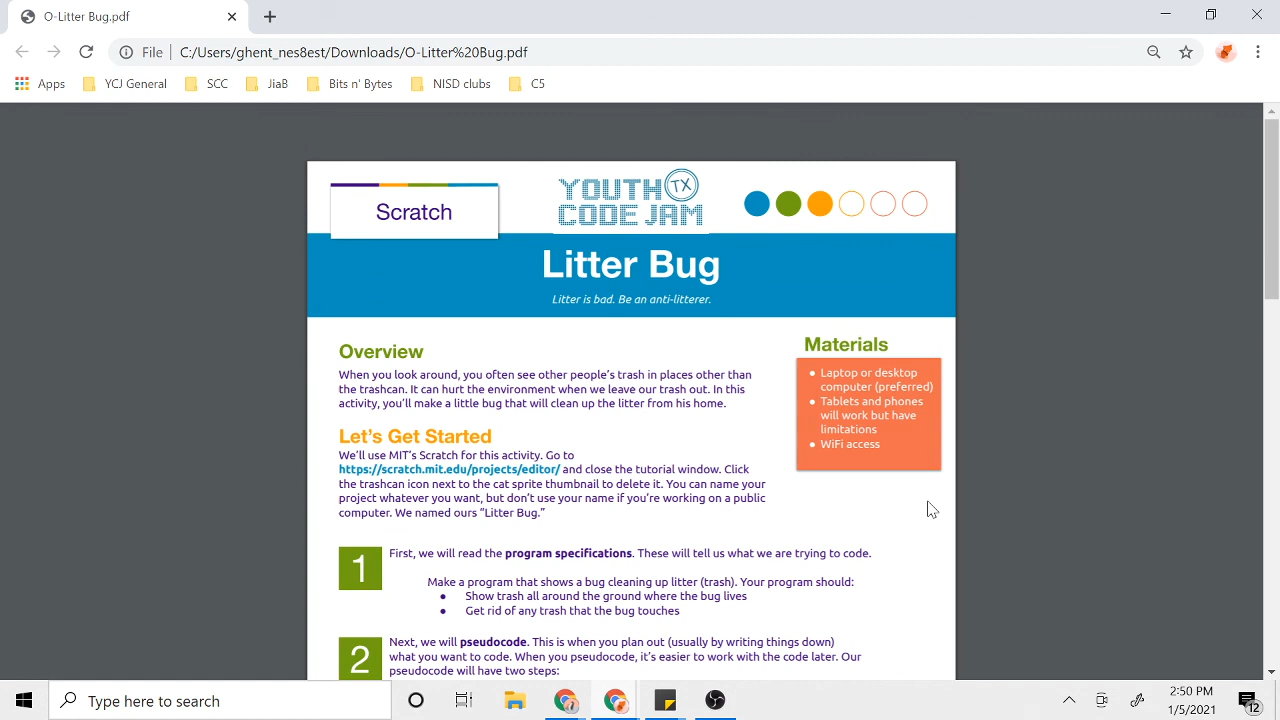 O-Litter Bug.pdf
File C:/Users/ghent_nes8est/Downloads/O-Litter%20Bug.pdf
Apps YCJ General SCC JiaB Bits n' Bytes NISD clubs C5
Scratch
YOUTH TX
CODE JAM
Litter Bug
Litter is bad. Be an anti-litterer.
Overview
When you look around, you often see other people's trash in places other than
the trashcan. It can hurt the environment when we leave our trash out. In this
activity, you'll make a little bug that will clean up the litter from his home.
Materials
● Laptop or desktop
computer (preferred)
● Tablets and phones
will work but have
limitations
● WiFi access
Let's Get Started
We'll use MIT's Scratch for this activity. Go to
https://scratch.mit.edu/projects/editor/ and close the tutorial window. Click
the trashcan icon next to the cat sprite thumbnail to delete it. You can name your
project whatever you want, but don't use your name if you're working on a public
computer. We named ours “Litter Bug.”
1
First, we will read the program specifications. These will tell us what we are trying to code.
Make a program that shows a bug cleaning up litter (trash). Your program should:
● Show trash all around the ground where the bug lives
● Get rid of any trash that the bug touches
2
Next, we will pseudocode. This is when you plan out (usually by writing things down)
what you want to code. When you pseudocode, it's easier to work with the code later. Our
pseudocode will have two steps:
Type here to search
2:50 PM
1/5/2021
12